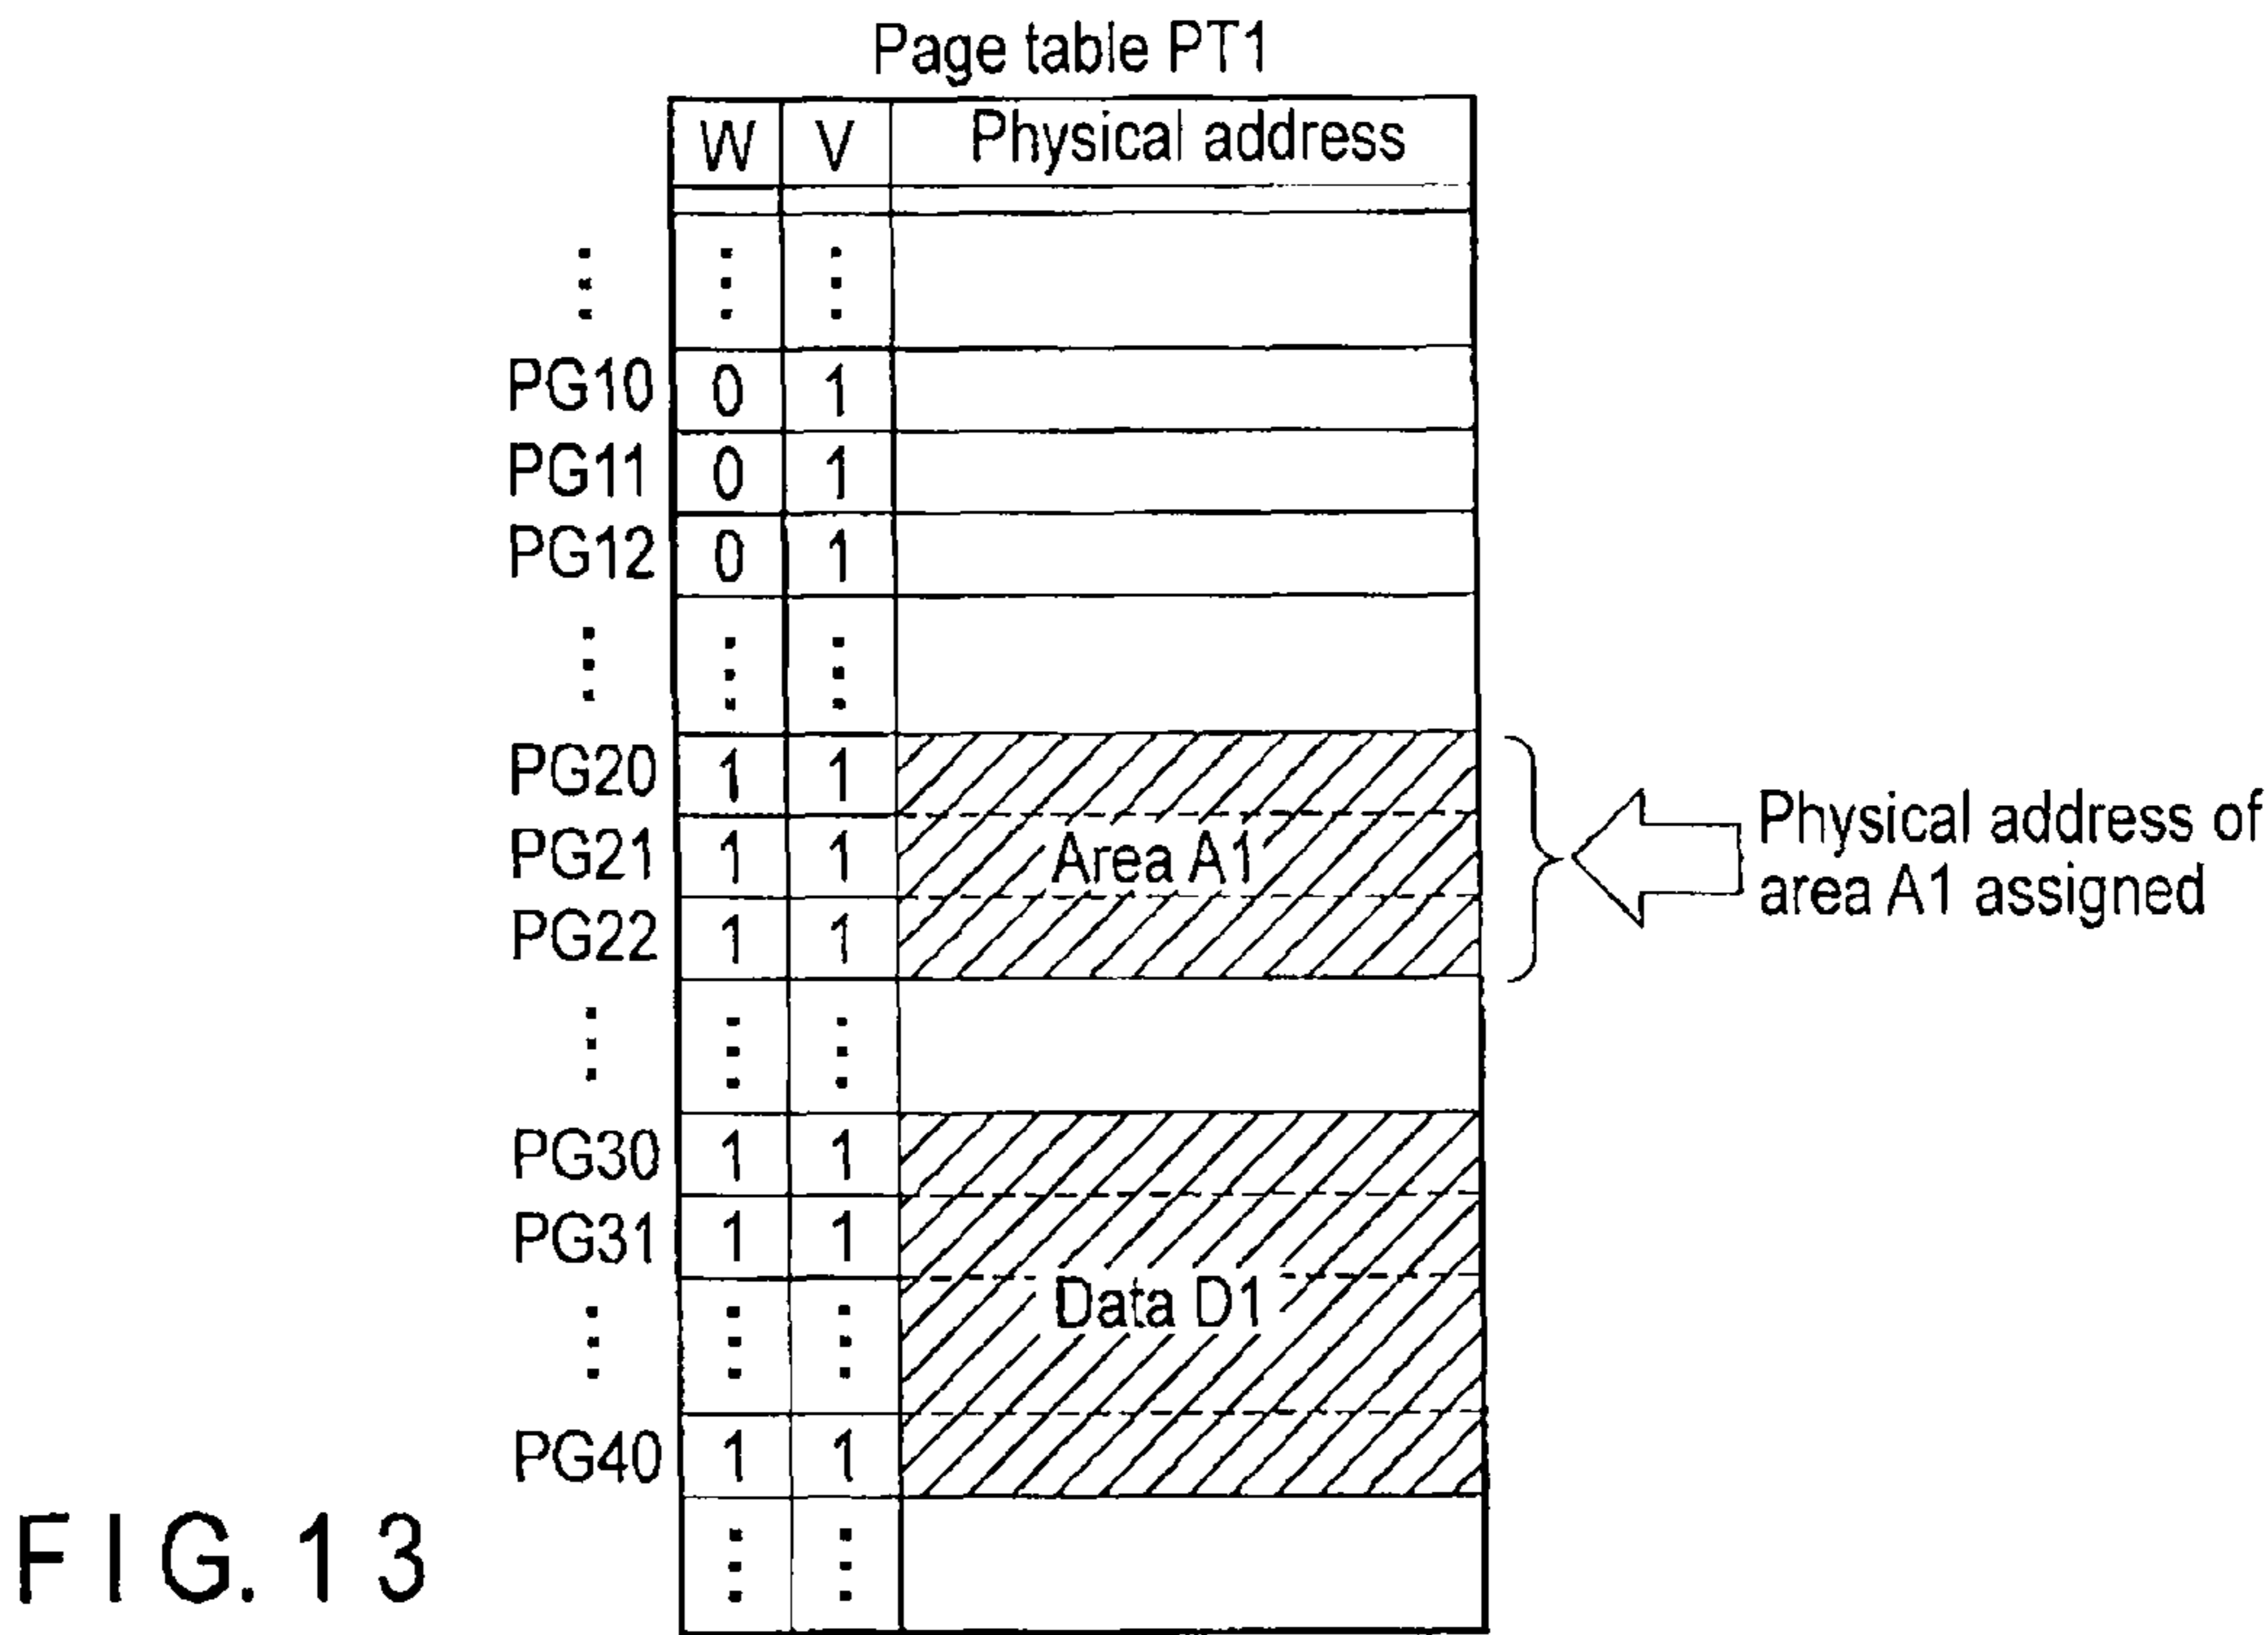 Page table PT1
W V Physical address
⋮ ⋮ ⋮
PG10 0 1
PG11 0 1
PG12 0 1
⋮ ⋮ ⋮
PG20 1 1
PG21 1 1 Area A1
PG22 1 1
Physical address of
area A1 assigned
⋮ ⋮ ⋮
PG30 1 1
PG31 1 1
⋮ ⋮ ⋮ Data D1
PG40 1 1
⋮ ⋮
FIG. 13